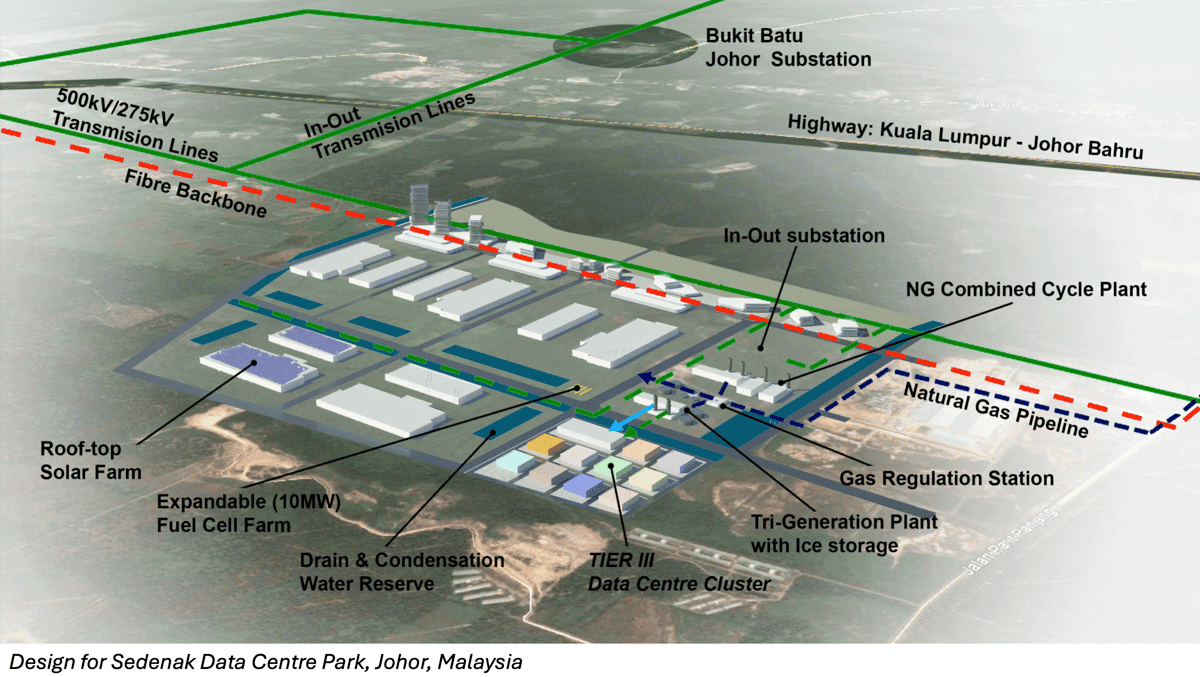 Bukit Batu
Johor Substation
500kV/275kV
Transmision Lines
In-Out
Transmision Lines
Highway: Kuala Lumpur - Johor Bahru
Fibre Backbone
In-Out substation
NG Combined Cycle Plant
Natural Gas Pipeline
Roof-top
Solar Farm
Gas Regulation Station
Expandable (10MW)
Fuel Cell Farm
Tri-Generation Plant
with Ice storage
Drain & Condensation
Water Reserve
TIER III
Data Centre Cluster
Jalan Parit Panjang
Design for Sedenak Data Centre Park, Johor, Malaysia